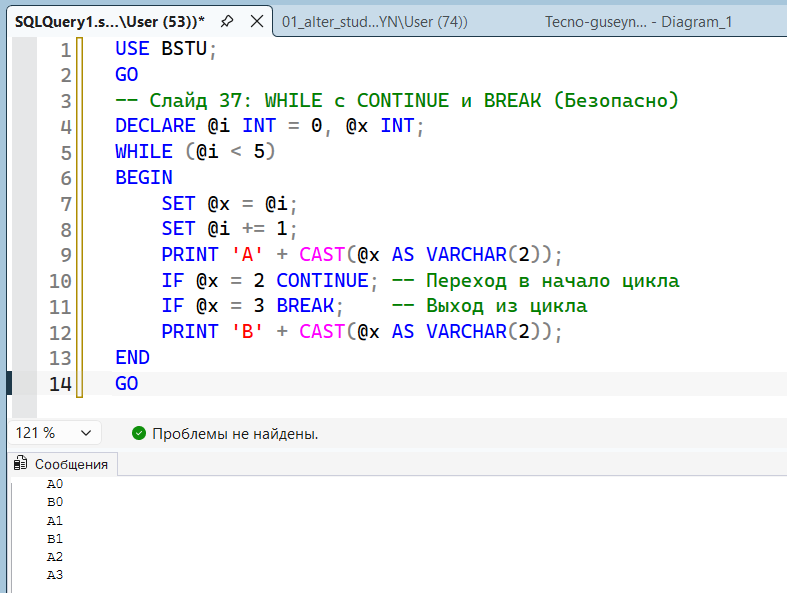 SQLQuery1.s...\User (53))* 01_alter_stud...YN\User (74)) Tecno-guseyn... - Diagram_1
1 USE BSTU;
2 GO
3 -- Слайд 37: WHILE с CONTINUE и BREAK (Безопасно)
4 DECLARE @i INT = 0, @x INT;
5 WHILE (@i < 5)
6 BEGIN
7 SET @x = @i;
8 SET @i += 1;
9 PRINT 'A' + CAST(@x AS VARCHAR(2));
10 IF @x = 2 CONTINUE; -- Переход в начало цикла
11 IF @x = 3 BREAK; -- Выход из цикла
12 PRINT 'B' + CAST(@x AS VARCHAR(2));
13 END
14 GO
121 % Проблемы не найдены.
Сообщения
A0
B0
A1
B1
A2
A3